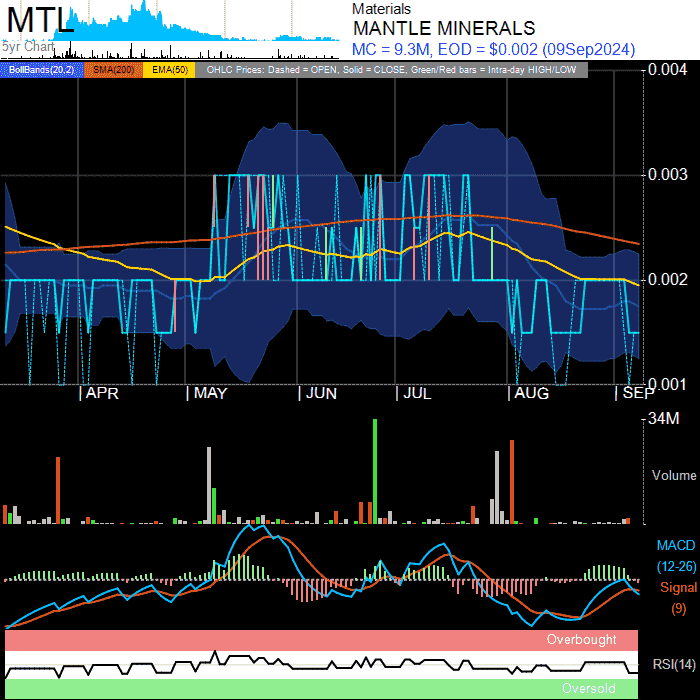 MTL
Materials
MANTLE MINERALS
MC = 9.3M, EOD = $0.002 (09Sep2024)
5yr Chart
BollBands(20,2) SMA(200) EMA(50) OHLC Prices: Dashed = OPEN, Solid = CLOSE, Green/Red bars = Intra-day HIGH/LOW
0.004
0.003
0.002
0.001
APR MAY JUN JUL AUG SEP
34M
Volume
MACD
(12-26)
Signal
(9)
Overbought
RSI(14)
Oversold